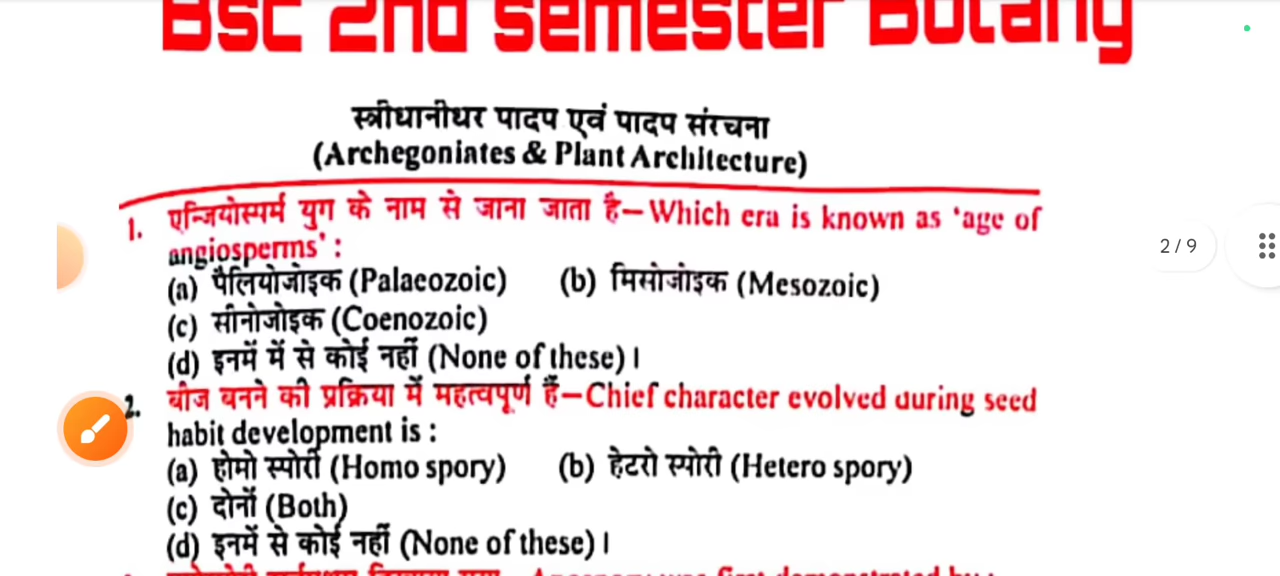 Bsc 2nd semester Botany
स्त्रीधानीधर पादप एवं पादप संरचना
(Archegoniates & Plant Architecture)
1. एन्जियोस्पर्म युग के नाम से जाना जाता है–Which era is known as ‘age of
angiosperms’ :
(a) पैलियोजोइक (Palaeozoic) (b) मिसोजोइक (Mesozoic)
(c) सीनोजोइक (Coenozoic)
(d) इनमें में से कोई नहीं (None of these)।
2. बीज बनने की प्रक्रिया में महत्वपूर्ण हैं–Chief character evolved during seed
habit development is :
(a) होमो स्पोरी (Homo spory) (b) हेटरो स्पोरी (Hetero spory)
(c) दोनों (Both)
(d) इनमें से कोई नहीं (None of these)।
2/9